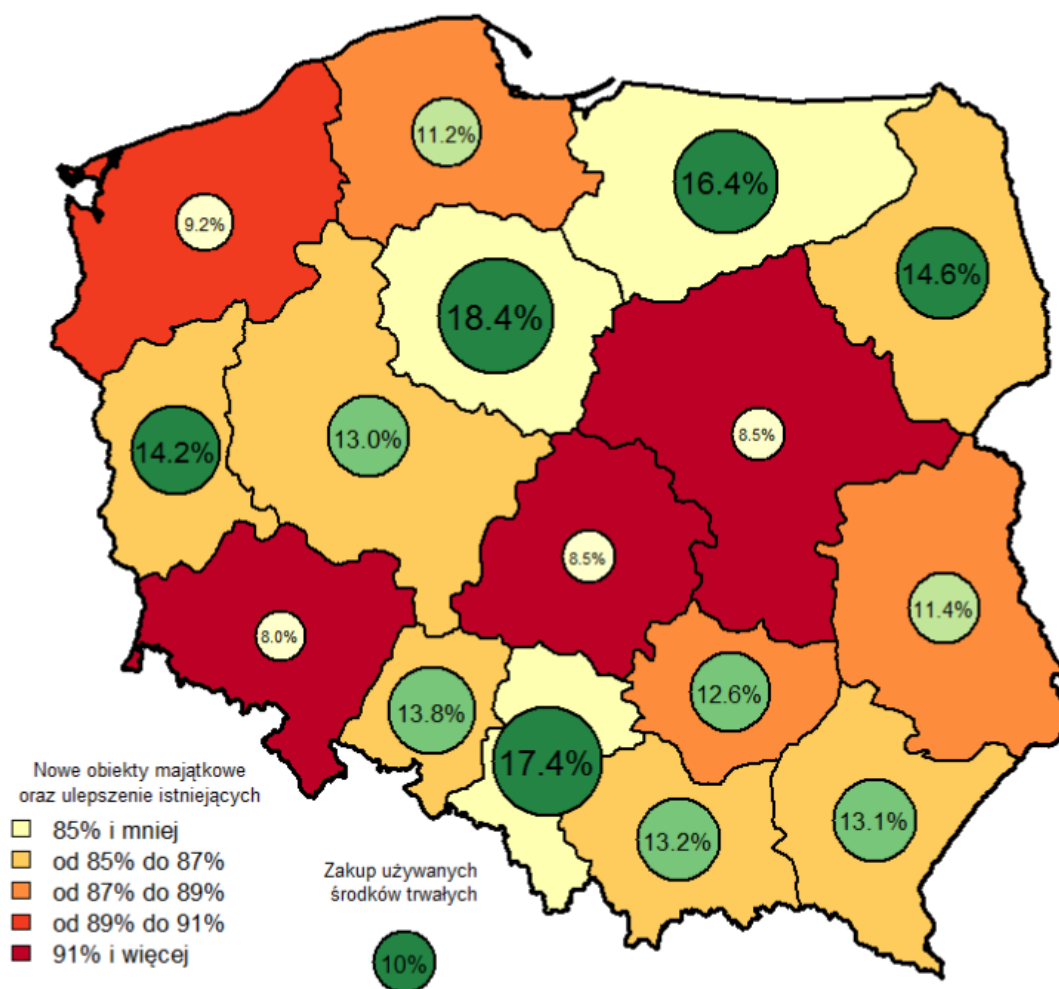 11.2%
16.4%
9.2%
14.6%
18.4%
13.0%
8.5%
14.2%
8.5%
11.4%
8.0%
12.6%
13.8%
17.4%
13.2%
13.1%
Nowe obiekty majątkowe
oraz ulepszenie istniejących
85% i mniej
od 85% do 87%
od 87% do 89%
od 89% do 91%
91% i więcej
Zakup używanych
środków trwałych
10%